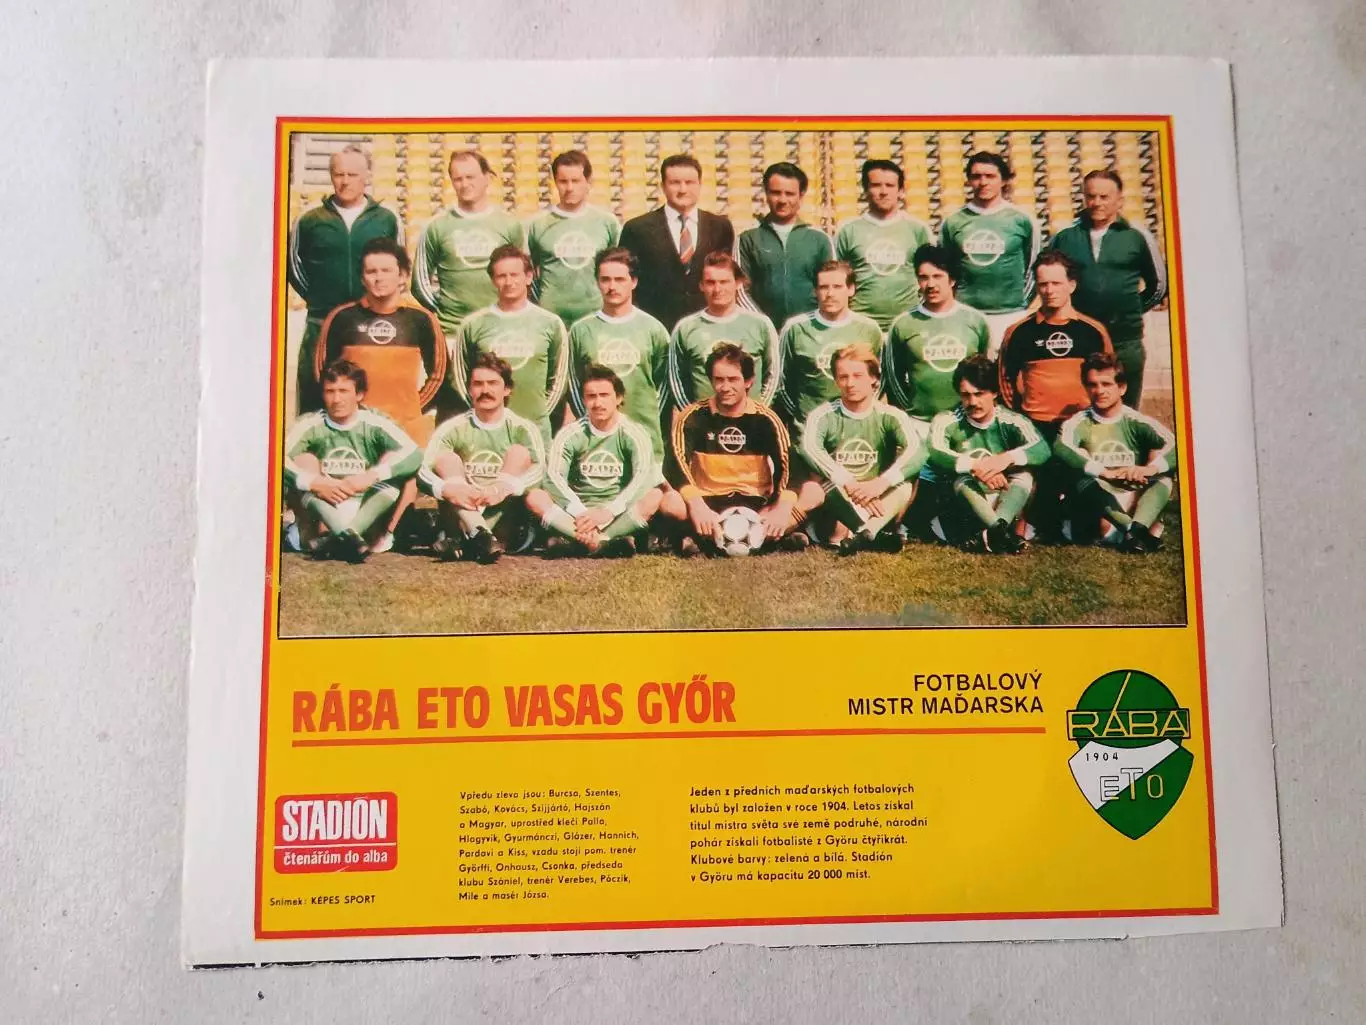 RÁBA ETO VASAS GYŐR
FOTBALOVÝ
MISTR MAĎARSKA
RÁBA
1904
ETO
STADIÓN
čtenářům do alba
Snímek: KÉPES SPORT
Vpředu zleva jsou: Burcsa, Szentes,
Szabó, Kovács, Szijjártó, Hajszán
a Magyar, uprostřed klečí Palla,
Hlagyvik, Gyurmánczi, Glázer, Hannich,
Pardavi a Kiss, vzadu stojí pom. trenér
Györffi, Onhausz, Csonka, předseda
klubu Szániel, trenér Verebes, Póczik,
Mile a masér Józsa.
Jeden z předních maďarských fotbalových
klubů byl založen v roce 1904. Letos získal
titul mistra světa své země podruhé, národní
pohár získali fotbalisté z Györu čtyřikrát.
Klubové barvy: zelená a bílá. Stadión
v Györu má kapacitu 20 000 míst.